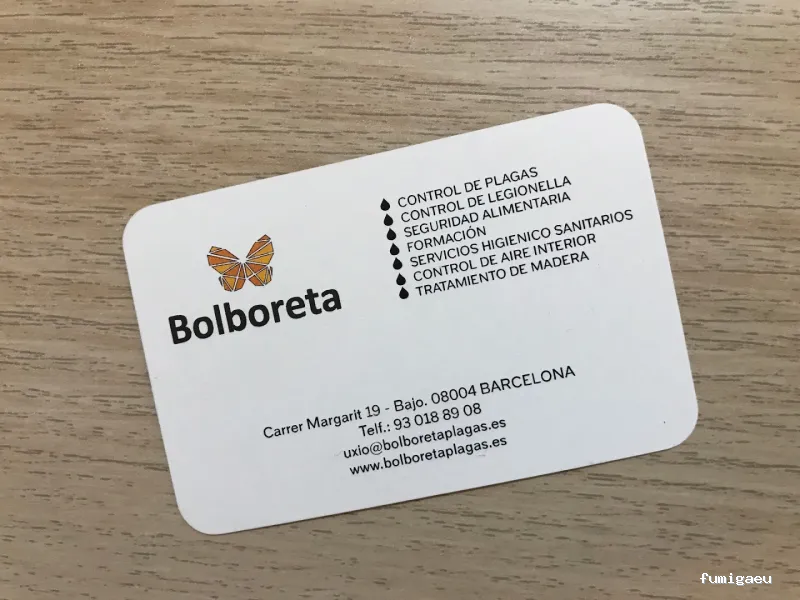 Bolboreta
CONTROL DE PLAGAS
CONTROL DE LEGIONELLA
SEGURIDAD ALIMENTARIA
FORMACIÓN
SERVICIOS HIGIENICO SANITARIOS
CONTROL DE AIRE INTERIOR
TRATAMIENTO DE MADERA
Carrer Margarit 19 - Bajo. 08004 BARCELONA
Telf.: 93 018 89 08
uxio@bolboretaplagas.es
www.bolboretaplagas.es
fumigaeu